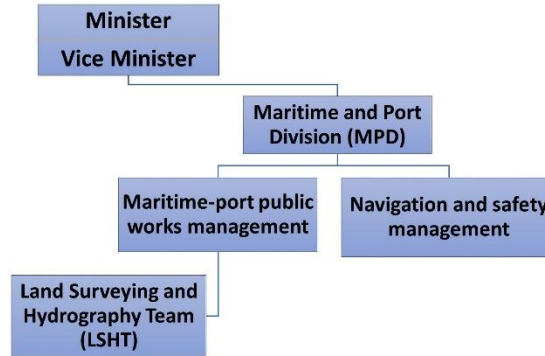 Minister
Vice Minister
Maritime and Port
Division (MPD)
Maritime-port public
works management
Navigation and safety
management
Land Surveying and
Hydrography Team
(LSHT)